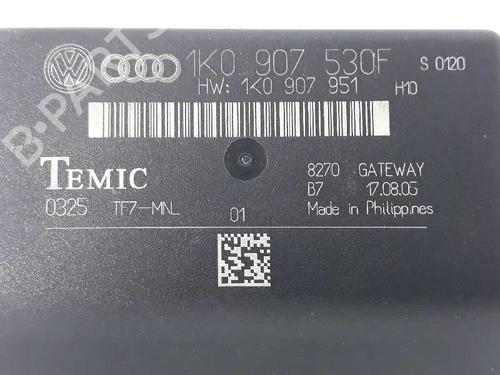 1K0 907 530F S 0120
HW: 1K0 907 951 H10
TEMIC
8270 GATEWAY
B7 17.08.05
0325 TF7-MNL 01 Made in Philippines
B-PARTS